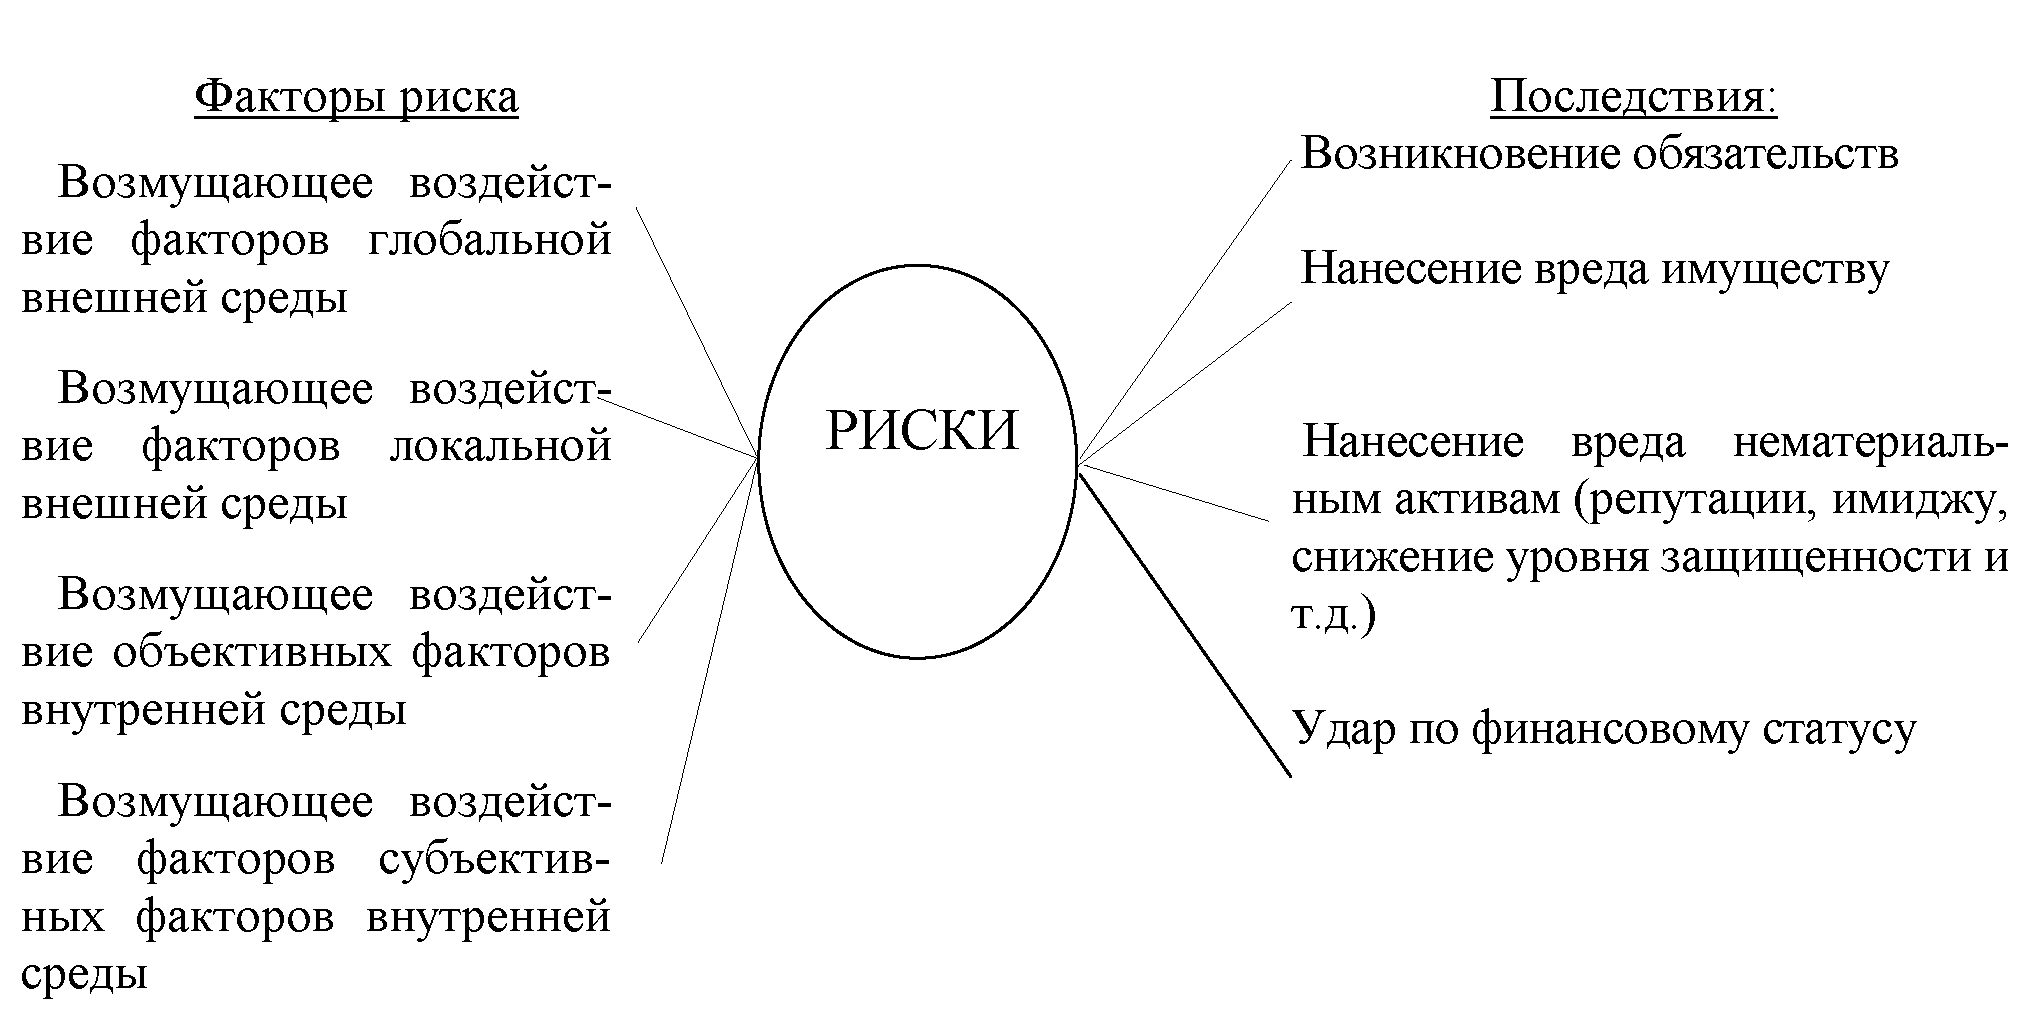 Факторы риска
Возмущающее воздейст-
вие факторов глобальной
внешней среды
Возмущающее воздейст-
вие факторов локальной
внешней среды
Возмущающее воздейст-
вие объективных факторов
внутренней среды
Возмущающее воздейст-
вие факторов субъектив-
ных факторов внутренней
среды
РИСКИ
Последствия:
Возникновение обязательств
Нанесение вреда имуществу
Нанесение вреда нематериаль-
ным активам (репутации, имиджу,
снижение уровня защищенности и
т.д.)
Удар по финансовому статусу